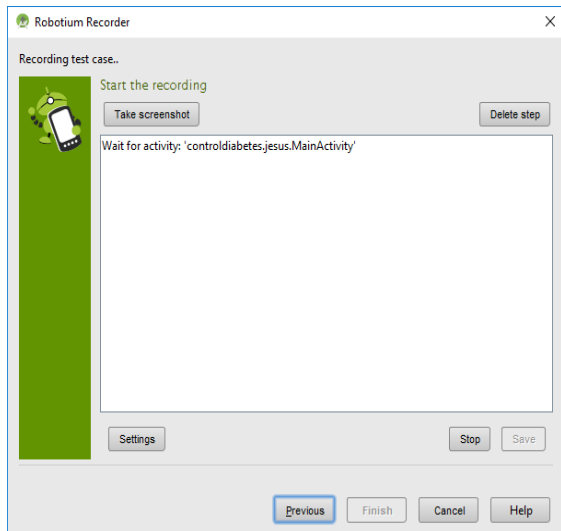 Robotium Recorder
Recording test case..
Start the recording
Take screenshot
Delete step
Wait for activity: 'controldiabetes.jesus.MainActivity'
Settings
Stop
Save
Previous
Finish
Cancel
Help